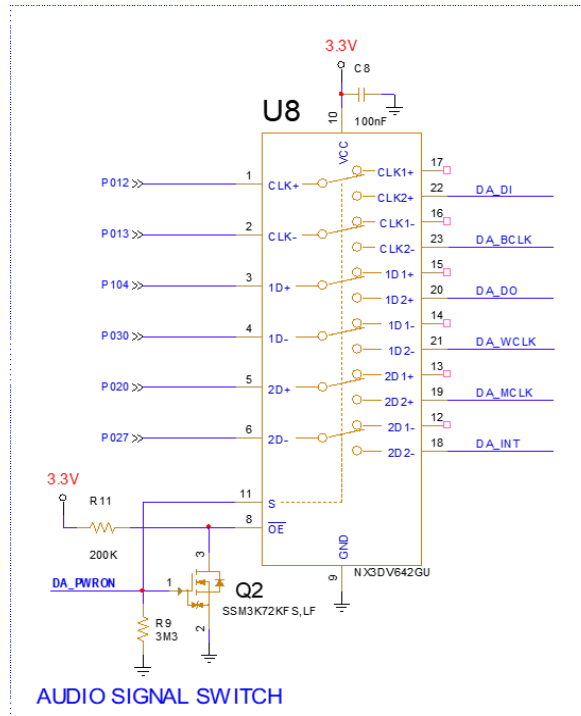 3.3V
C8
100nF
U8
10
VCC
17
CLK1+
P012
1
CLK+
22
CLK2+
DA_DI
16
CLK1-
P013
2
CLK-
23
CLK2-
DA_BCLK
15
1D1+
P104
3
1D+
20
1D2+
DA_DO
14
1D1-
P030
4
1D-
21
1D2-
DA_WCLK
13
2D1+
P020
5
2D+
19
2D2+
DA_MCLK
12
2D1-
P027
6
2D-
18
2D2-
DA_INT
3.3V
11
S
R11
8
OE
200K
GND
9
NX3DV642GU
3
DA_PWRON
1
Q2
SSM3K72KFS,LF
2
R9
3M3
AUDIO SIGNAL SWITCH